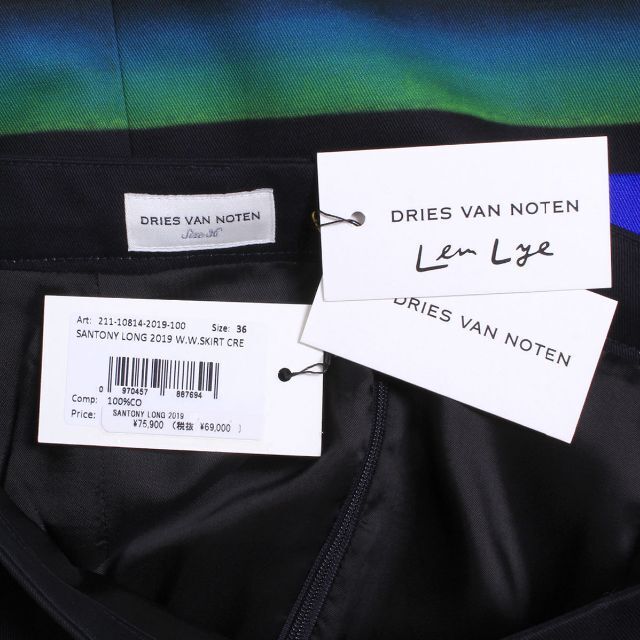 DRIES VAN NOTEN
Size 36
DRIES VAN NOTEN
Len Lye
DRIES VAN NOTEN
Art: 211-10814-2019-100 Size: 36
SANTONY LONG 2019 W.W.SKIRT CRE
0 970457 887694
Comp: 100%CO
Price: SANTONY LONG 2019
¥75,900 (税抜 ¥69,000 )